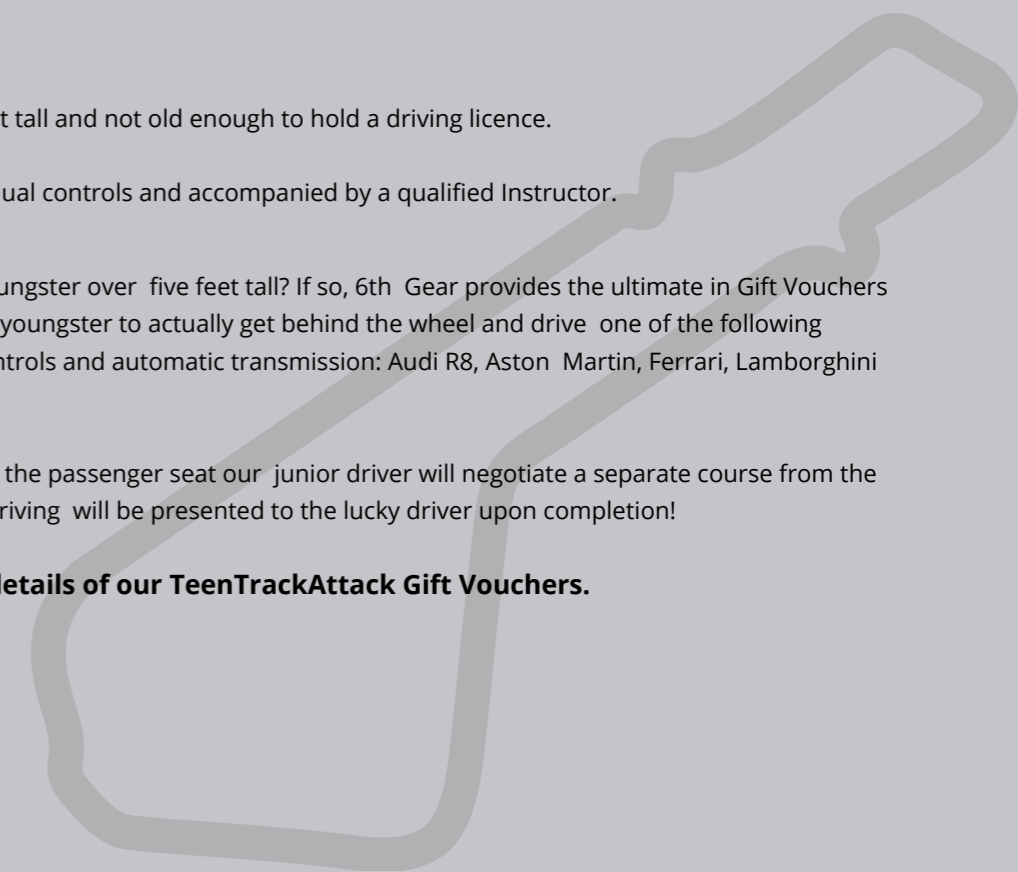 t tall and not old enough to hold a driving licence.
ual controls and accompanied by a qualified Instructor.
ungster over  five feet tall? If so, 6th  Gear provides the ultimate in Gift Vouchers
youngster to actually get behind the wheel and drive  one of the following
ntrols and automatic transmission: Audi R8, Aston  Martin, Ferrari, Lamborghini
the passenger seat our  junior driver will negotiate a separate course from the
riving  will be presented to the lucky driver upon completion!
details of our TeenTrackAttack Gift Vouchers.